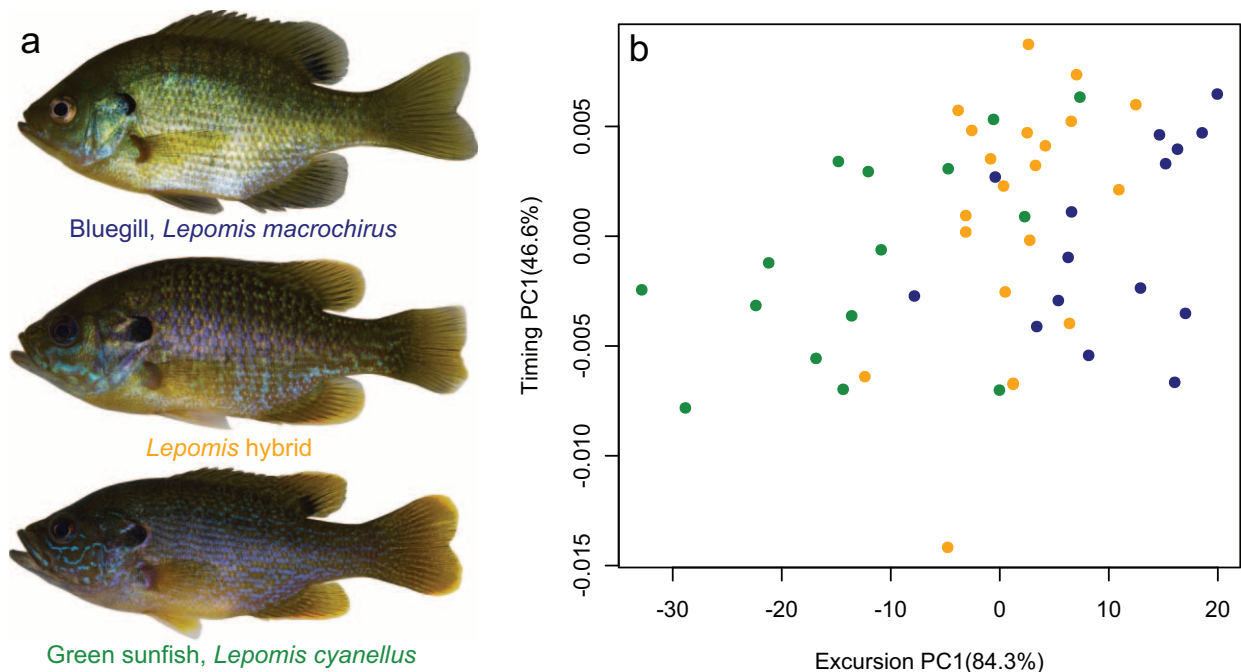 a
Bluegill, Lepomis macrochirus
Lepomis hybrid
Green sunfish, Lepomis cyanellus
b
Timing PC1(46.6%)
0.005
0.000
-0.005
-0.010
-0.015
-30 -20 -10 0 10 20
Excursion PC1(84.3%)